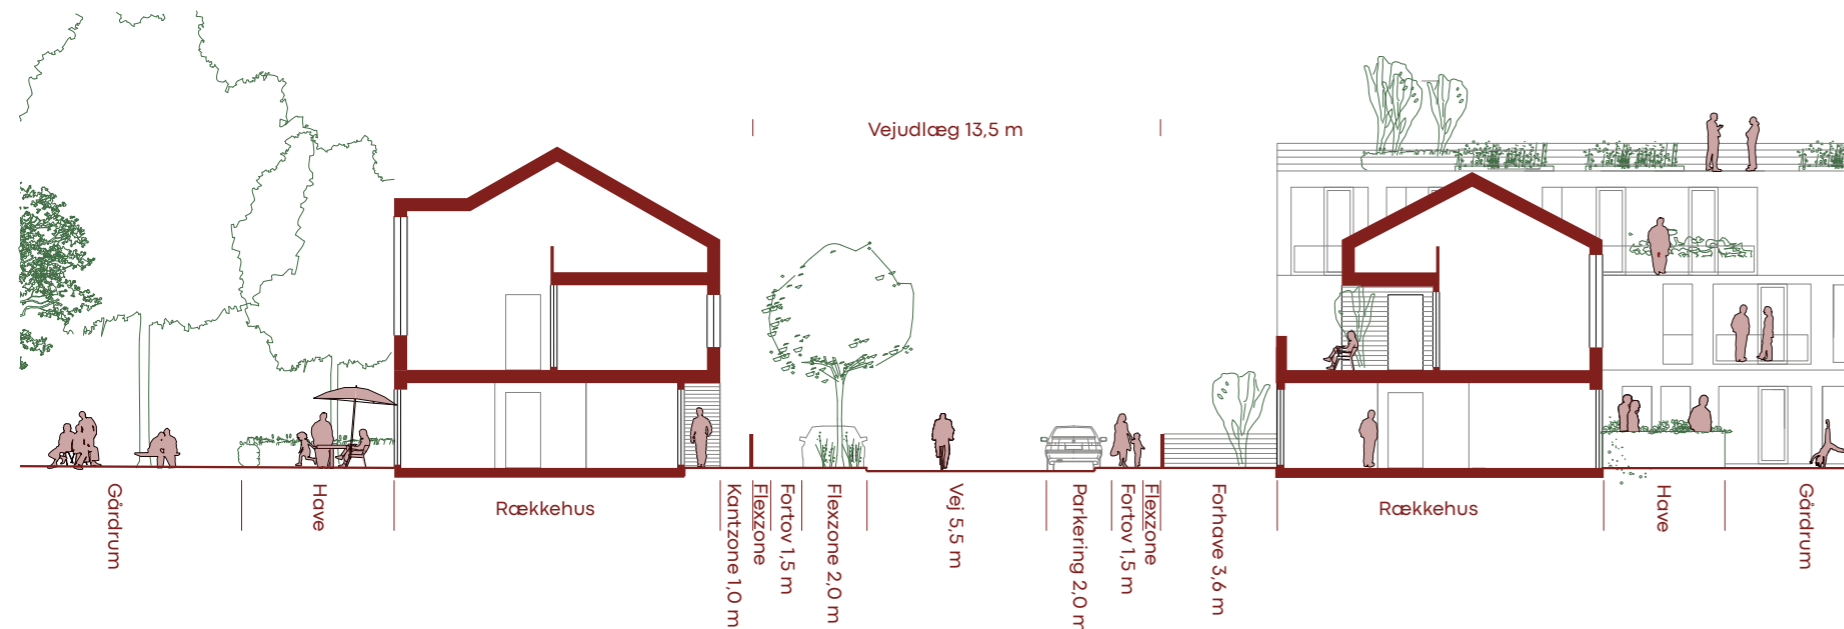 Vejudlæg 13,5 m
Gårdrum
Have
Rækkehus
Kantzone 1,0 m
Flexzone
Fortov 1,5 m
Flexzone 2,0 m
Vej 5,5 m
Parkering 2,0 m
Fortov 1,5 m
Flexzone
Forhave 3,6 m
Rækkehus
Have
Gårdrum